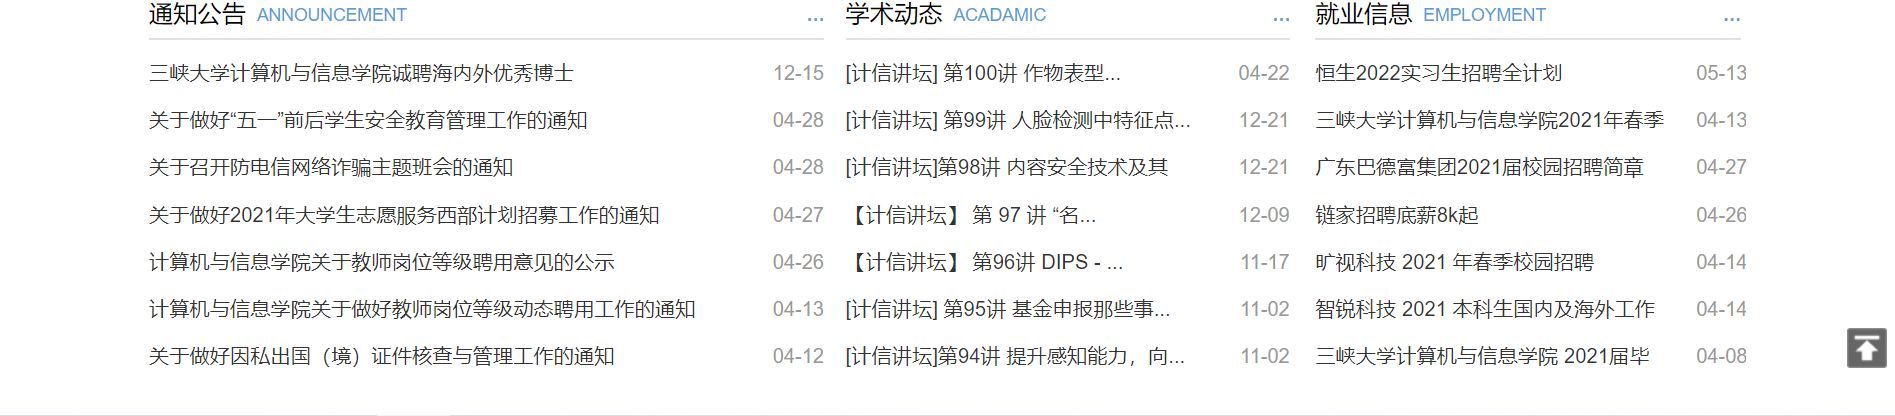 通知公告 ANNOUNCEMENT ...
三峡大学计算机与信息学院诚聘海内外优秀博士 12-15
关于做好“五一”前后学生安全教育管理工作的通知 04-28
关于召开防电信网络诈骗主题班会的通知 04-28
关于做好2021年大学生志愿服务西部计划招募工作的通知 04-27
计算机与信息学院关于教师岗位等级聘用意见的公示 04-26
计算机与信息学院关于做好教师岗位等级动态聘用工作的通知 04-13
关于做好因私出国（境）证件核查与管理工作的通知 04-12
学术动态 ACADAMIC ...
[计信讲坛] 第100讲 作物表型... 04-22
[计信讲坛] 第99讲 人脸检测中特征点... 12-21
[计信讲坛]第98讲 内容安全技术及其 12-21
【计信讲坛】 第 97 讲 “名... 12-09
【计信讲坛】 第96讲 DIPS - ... 11-17
[计信讲坛] 第95讲 基金申报那些事... 11-02
[计信讲坛]第94讲 提升感知能力，向... 11-02
就业信息 EMPLOYMENT ...
恒生2022实习生招聘全计划 05-13
三峡大学计算机与信息学院2021年春季 04-13
广东巴德富集团2021届校园招聘简章 04-27
链家招聘底薪8k起 04-26
旷视科技 2021 年春季校园招聘 04-14
智锐科技 2021 本科生国内及海外工作 04-14
三峡大学计算机与信息学院 2021届毕 04-08